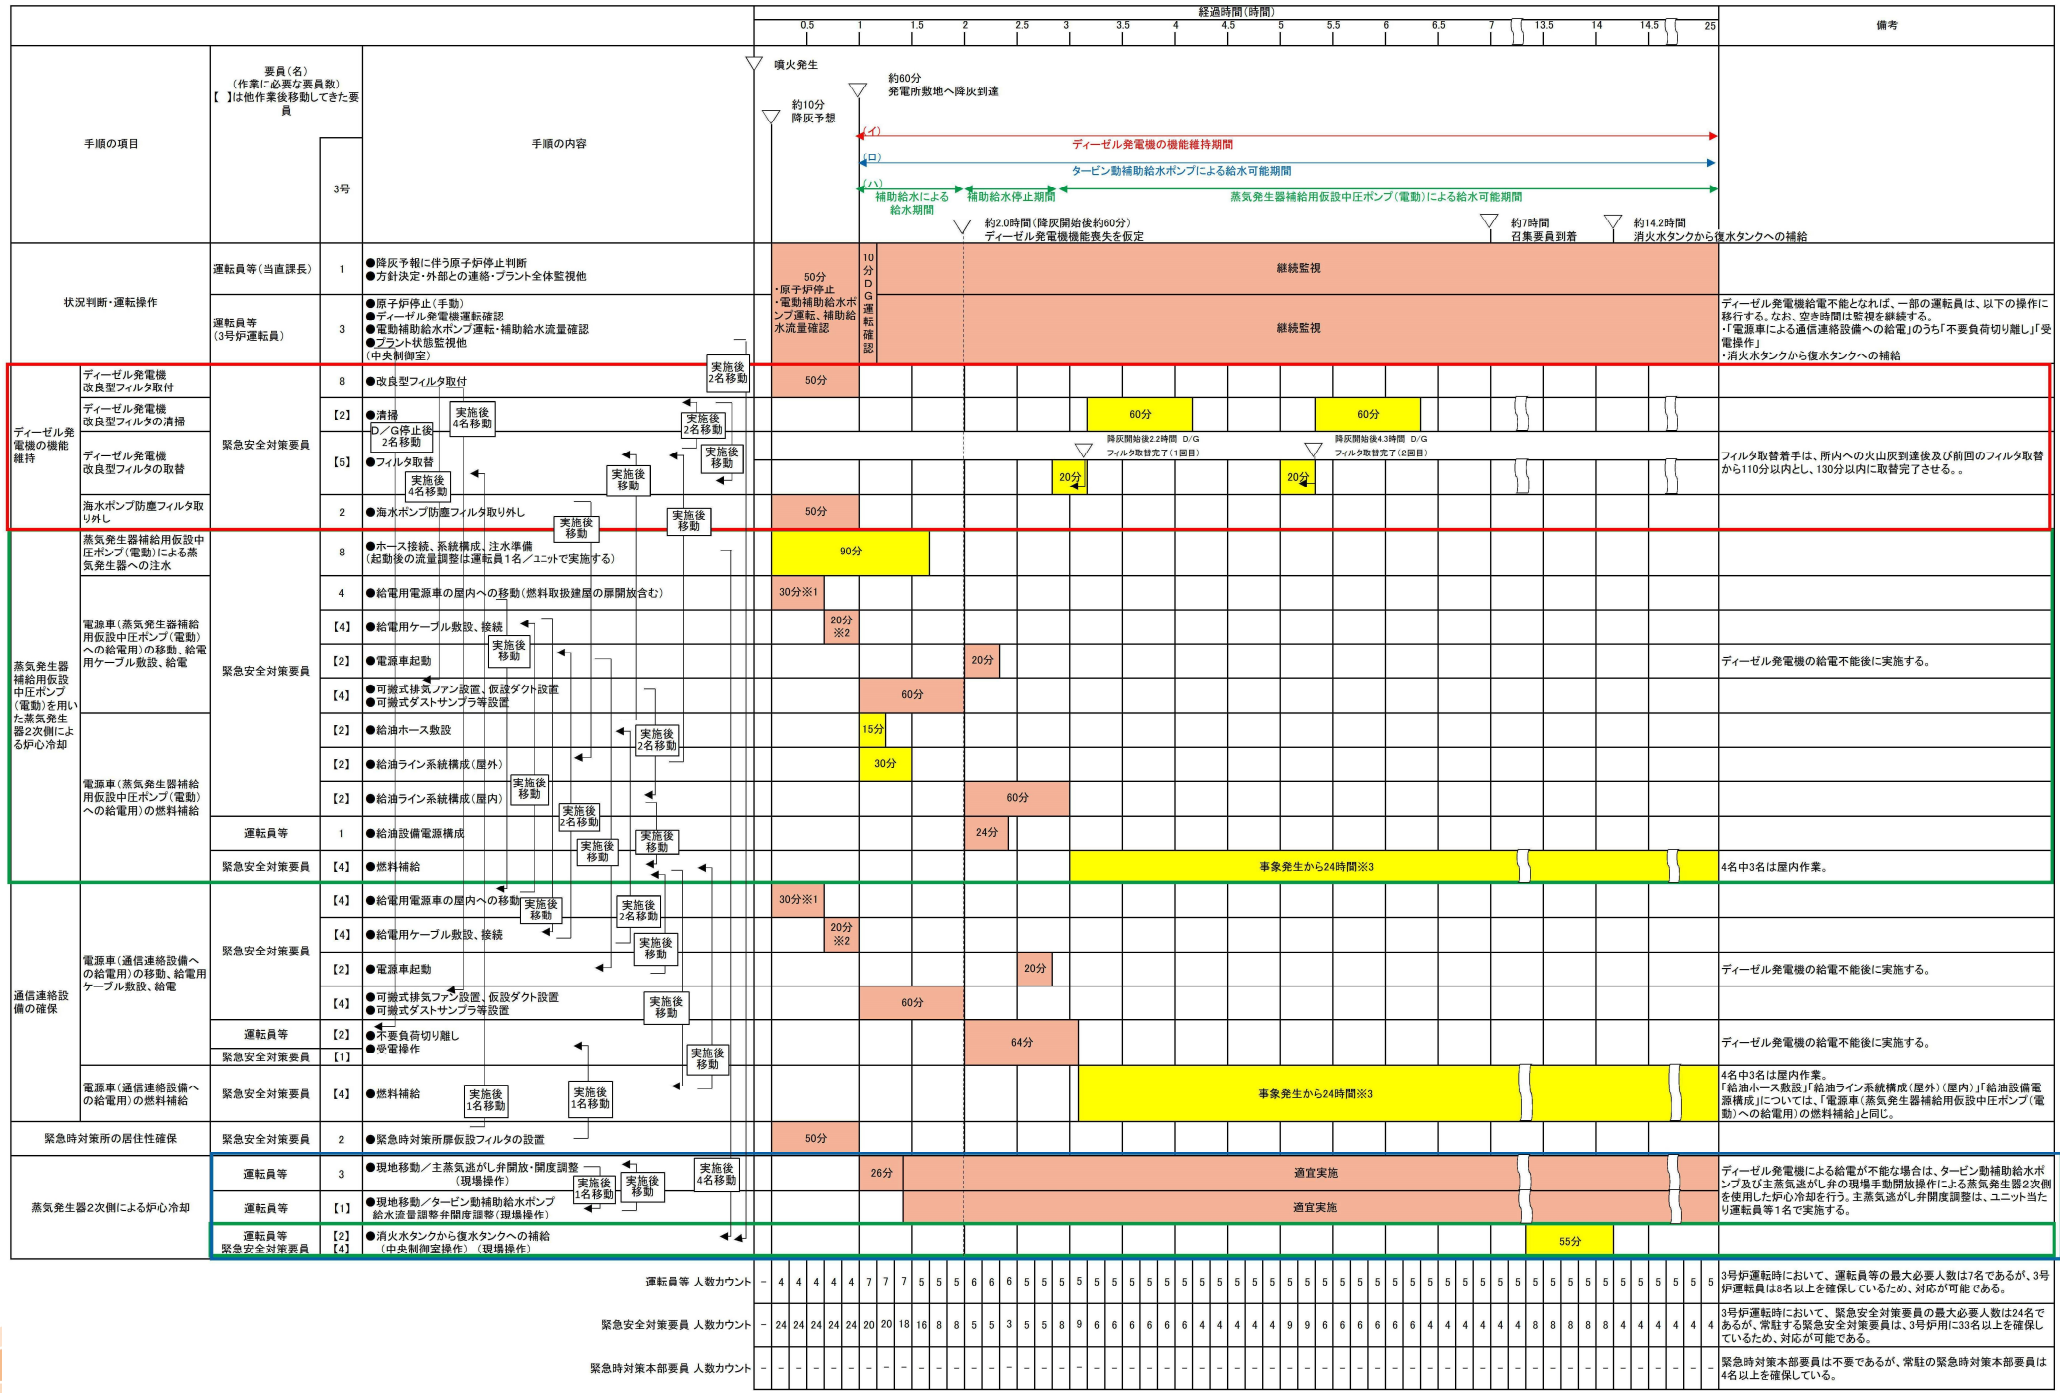 経過時間(時間)
0.5 1 1.5 2 2.5 3 3.5 4 4.5 5 5.5 6 6.5 7 13.5 14 14.5 25
備考
手順の項目
要員(名)
(作業に必要な要員数)
【 】は他作業後移動してきた要
員
3号
手順の内容
噴火発生
約60分
発電所敷地へ降灰到達
約10分
降灰予想
(イ)
ディーゼル発電機の機能維持期間
(ロ)
タービン動補助給水ポンプによる給水可能期間
(ハ)
補助給水による
給水期間
補助給水停止期間
蒸気発生器補給用仮設中圧ポンプ(電動)による給水可能期間
約2.0時間(降灰開始後約60分)
ディーゼル発電機機能喪失を仮定
約7時間
召集要員到着
約14.2時間
消火水タンクから復水タンクへの補給
状況判断・運転操作
運転員等(当直課長)
1
●降灰予報に伴う原子炉停止判断
●方針決定・外部との連絡・プラント全体監視他
50分
・原子炉停止
・電動補助給水ポ
ンプ運転、補助給
水流量確認
10分DG運転確認
継続監視
運転員等
(3号炉運転員)
3
●原子炉停止(手動)
●ディーゼル発電機運転確認
●電動補助給水ポンプ運転・補助給水流量確認
●プラント状態監視他
(中央制御室)
継続監視
ディーゼル発電機給電不能となれば、一部の運転員は、以下の操作に
移行する。なお、空き時間は監視を継続する。
・「電源車による通信連絡設備への給電」のうち「不要負荷切り離し」「受
電操作」
・消火水タンクから復水タンクへの補給
実施後
2名移動
ディーゼル発
電機の機能
維持
ディーゼル発電機
改良型フィルタ取付
緊急安全対策要員
8
●改良型フィルタ取付
50分
ディーゼル発電機
改良型フィルタの清掃
【2】
●清掃
実施後
4名移動
実施後
2名移動
60分
60分
D/G停止後
2名移動
ディーゼル発電機
改良型フィルタの取替
【5】
●フィルタ取替
実施後
4名移動
実施後
移動
実施後
移動
降灰開始後2.2時間 D/G
フィルタ取替完了(1回目)
降灰開始後4.3時間 D/G
フィルタ取替完了(2回目)
20分
20分
フィルタ取替着手は、所内への火山灰到達後及び前回のフィルタ取替
から110分以内とし、130分以内に取替完了させる。。
海水ポンプ防塵フィルタ取
り外し
2
●海水ポンプ防塵フィルタ取り外し
実施後
移動
実施後
移動
50分
蒸気発生器
補給用仮設
中圧ポンプ
(電動)を用い
た蒸気発生
器2次側によ
る炉心冷却
蒸気発生器補給用仮設中
圧ポンプ(電動)による蒸
気発生器への注水
緊急安全対策要員
8
●ホース接続、系統構成、注水準備
(起動後の流量調整は運転員1名/ユニットで実施する)
90分
電源車(蒸気発生器補給
用仮設中圧ポンプ(電動)
への給電用)の移動、給電
用ケーブル敷設、給電
4
●給電用電源車の屋内への移動(燃料取扱建屋の扉開放含む)
30分※1
【4】
●給電用ケーブル敷設、接続
20分
※2
実施後
移動
【2】
●電源車起動
20分
ディーゼル発電機の給電不能後に実施する。
【4】
●可搬式排気ファン設置、仮設ダクト設置
●可搬式ダストサンプラ等設置
60分
電源車(蒸気発生器補給
用仮設中圧ポンプ(電動)
への給電用)の燃料補給
【2】
●給油ホース敷設
実施後
2名移動
15分
【2】
●給油ライン系統構成(屋外)
30分
実施後
移動
【2】
●給油ライン系統構成(屋内)
60分
実施後
2名移動
運転員等
1
●給油設備電源構成
実施後
移動
実施後
移動
24分
緊急安全対策要員
【4】
●燃料補給
事象発生から24時間※3
4名中3名は屋内作業。
通信連絡設
備の確保
電源車(通信連絡設備へ
の給電用)の移動、給電用
ケーブル敷設、給電
緊急安全対策要員
【4】
●給電用電源車の屋内への移動
実施後
移動
実施後
2名移動
30分※1
【4】
●給電用ケーブル敷設、接続
実施後
移動
20分
※2
【2】
●電源車起動
20分
ディーゼル発電機の給電不能後に実施する。
【4】
●可搬式排気ファン設置、仮設ダクト設置
●可搬式ダストサンプラ等設置
実施後
移動
60分
運転員等
【2】
●不要負荷切り離し
●受電操作
緊急安全対策要員
【1】
実施後
移動
64分
ディーゼル発電機の給電不能後に実施する。
電源車(通信連絡設備へ
の給電用)の燃料補給
緊急安全対策要員
【4】
●燃料補給
実施後
1名移動
実施後
1名移動
事象発生から24時間※3
4名中3名は屋内作業。
「給油ホース敷設」「給油ライン系統構成(屋外)(屋内)」「給油設備電
源構成」については、「電源車(蒸気発生器補給用仮設中圧ポンプ(電
動)への給電用)の燃料補給」と同じ。
緊急時対策所の居住性確保
緊急安全対策要員
2
●緊急時対策所扉仮設フィルタの設置
50分
蒸気発生器2次側による炉心冷却
運転員等
3
●現地移動/主蒸気逃がし弁開放・開度調整
(現場操作)
実施後
1名移動
実施後
移動
実施後
4名移動
26分
適宜実施
ディーゼル発電機による給電が不能な場合は、タービン動補助給水ポ
ンプ及び主蒸気逃がし弁の現場手動開放操作による蒸気発生器2次側
を使用した炉心冷却を行う。主蒸気逃がし弁開度調整は、ユニット当た
り運転員等1名で実施する。
運転員等
【1】
●現地移動/タービン動補助給水ポンプ
給水流量調整弁開度調整(現場操作)
適宜実施
運転員等
緊急安全対策要員
【2】
【4】
●消火水タンクから復水タンクへの補給
(中央制御室操作)(現場操作)
55分
運転員等 人数カウント
- 4 4 4 4 4 7 7 7 5 5 5 6 6 6 5 5 5 5 5 5 5 5 5 5 5 5 5 5 5 5 5 5 5 5 5 5 5 5 5 5 5 5 5 5 5 5 5 5 5 5 5 5 5
3号炉運転時において、運転員等の最大必要人数は7名であるが、3号
炉運転員は8名以上を確保しているため、対応が可能である。
緊急安全対策要員 人数カウント
- 24 24 24 24 24 20 20 18 16 8 8 5 5 3 5 5 8 9 6 6 6 6 6 4 4 4 4 4 9 9 6 6 6 6 6 6 4 4 4 4 4 8 8 8 8 8 4 4 4 4 4 4
3号炉運転時において、緊急安全対策要員の最大必要人数は24名で
あるが、常駐する緊急安全対策要員は、3号炉用に33名以上を確保し
ているため、対応が可能である。
緊急時対策本部要員 人数カウント
緊急時対策本部要員は不要であるが、常駐の緊急時対策本部要員は
4名以上を確保している。